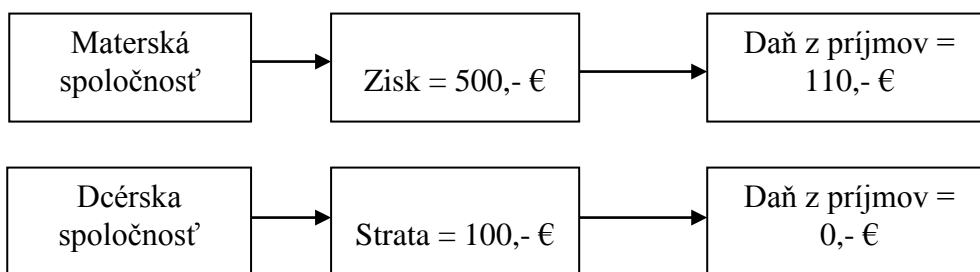 Materská
spoločnosť
Zisk = 500,- €
Daň z príjmov =
110,- €
Dcérska
spoločnosť
Strata = 100,- €
Daň z príjmov =
0,- €